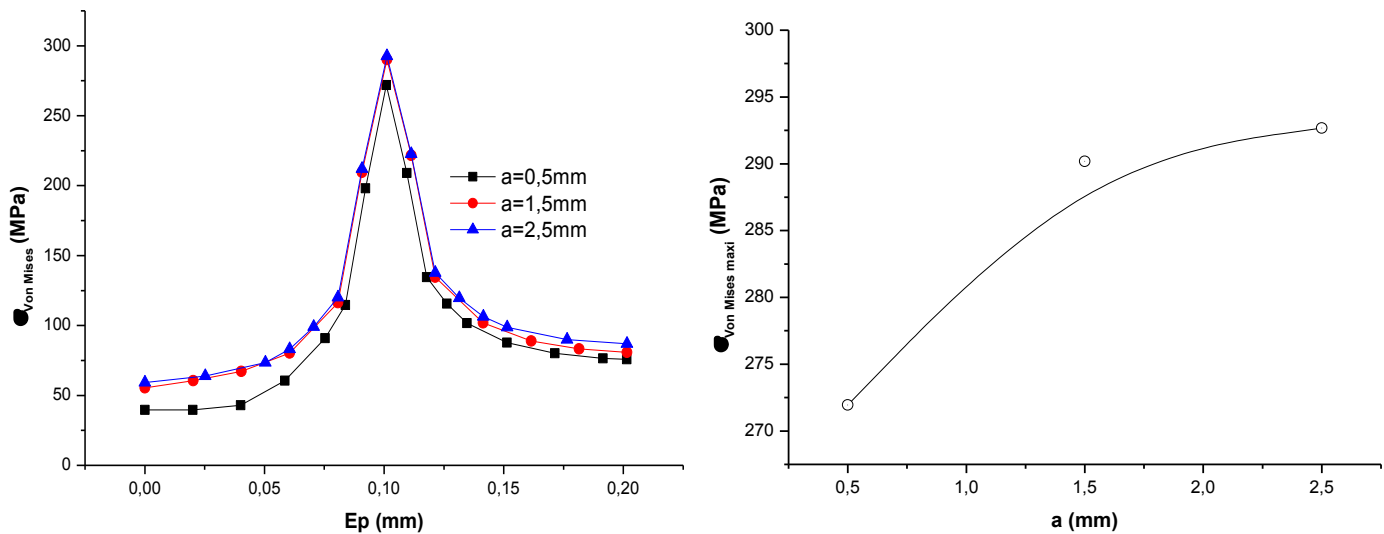 300
250
200
150
100
50
0
0,00 0,05 0,10 0,15 0,20
Ep (mm)
σVon Mises (MPa)
a=0,5mm
a=1,5mm
a=2,5mm
300
295
290
285
280
275
270
0,5 1,0 1,5 2,0 2,5
a (mm)
σVon Mises maxi (MPa)